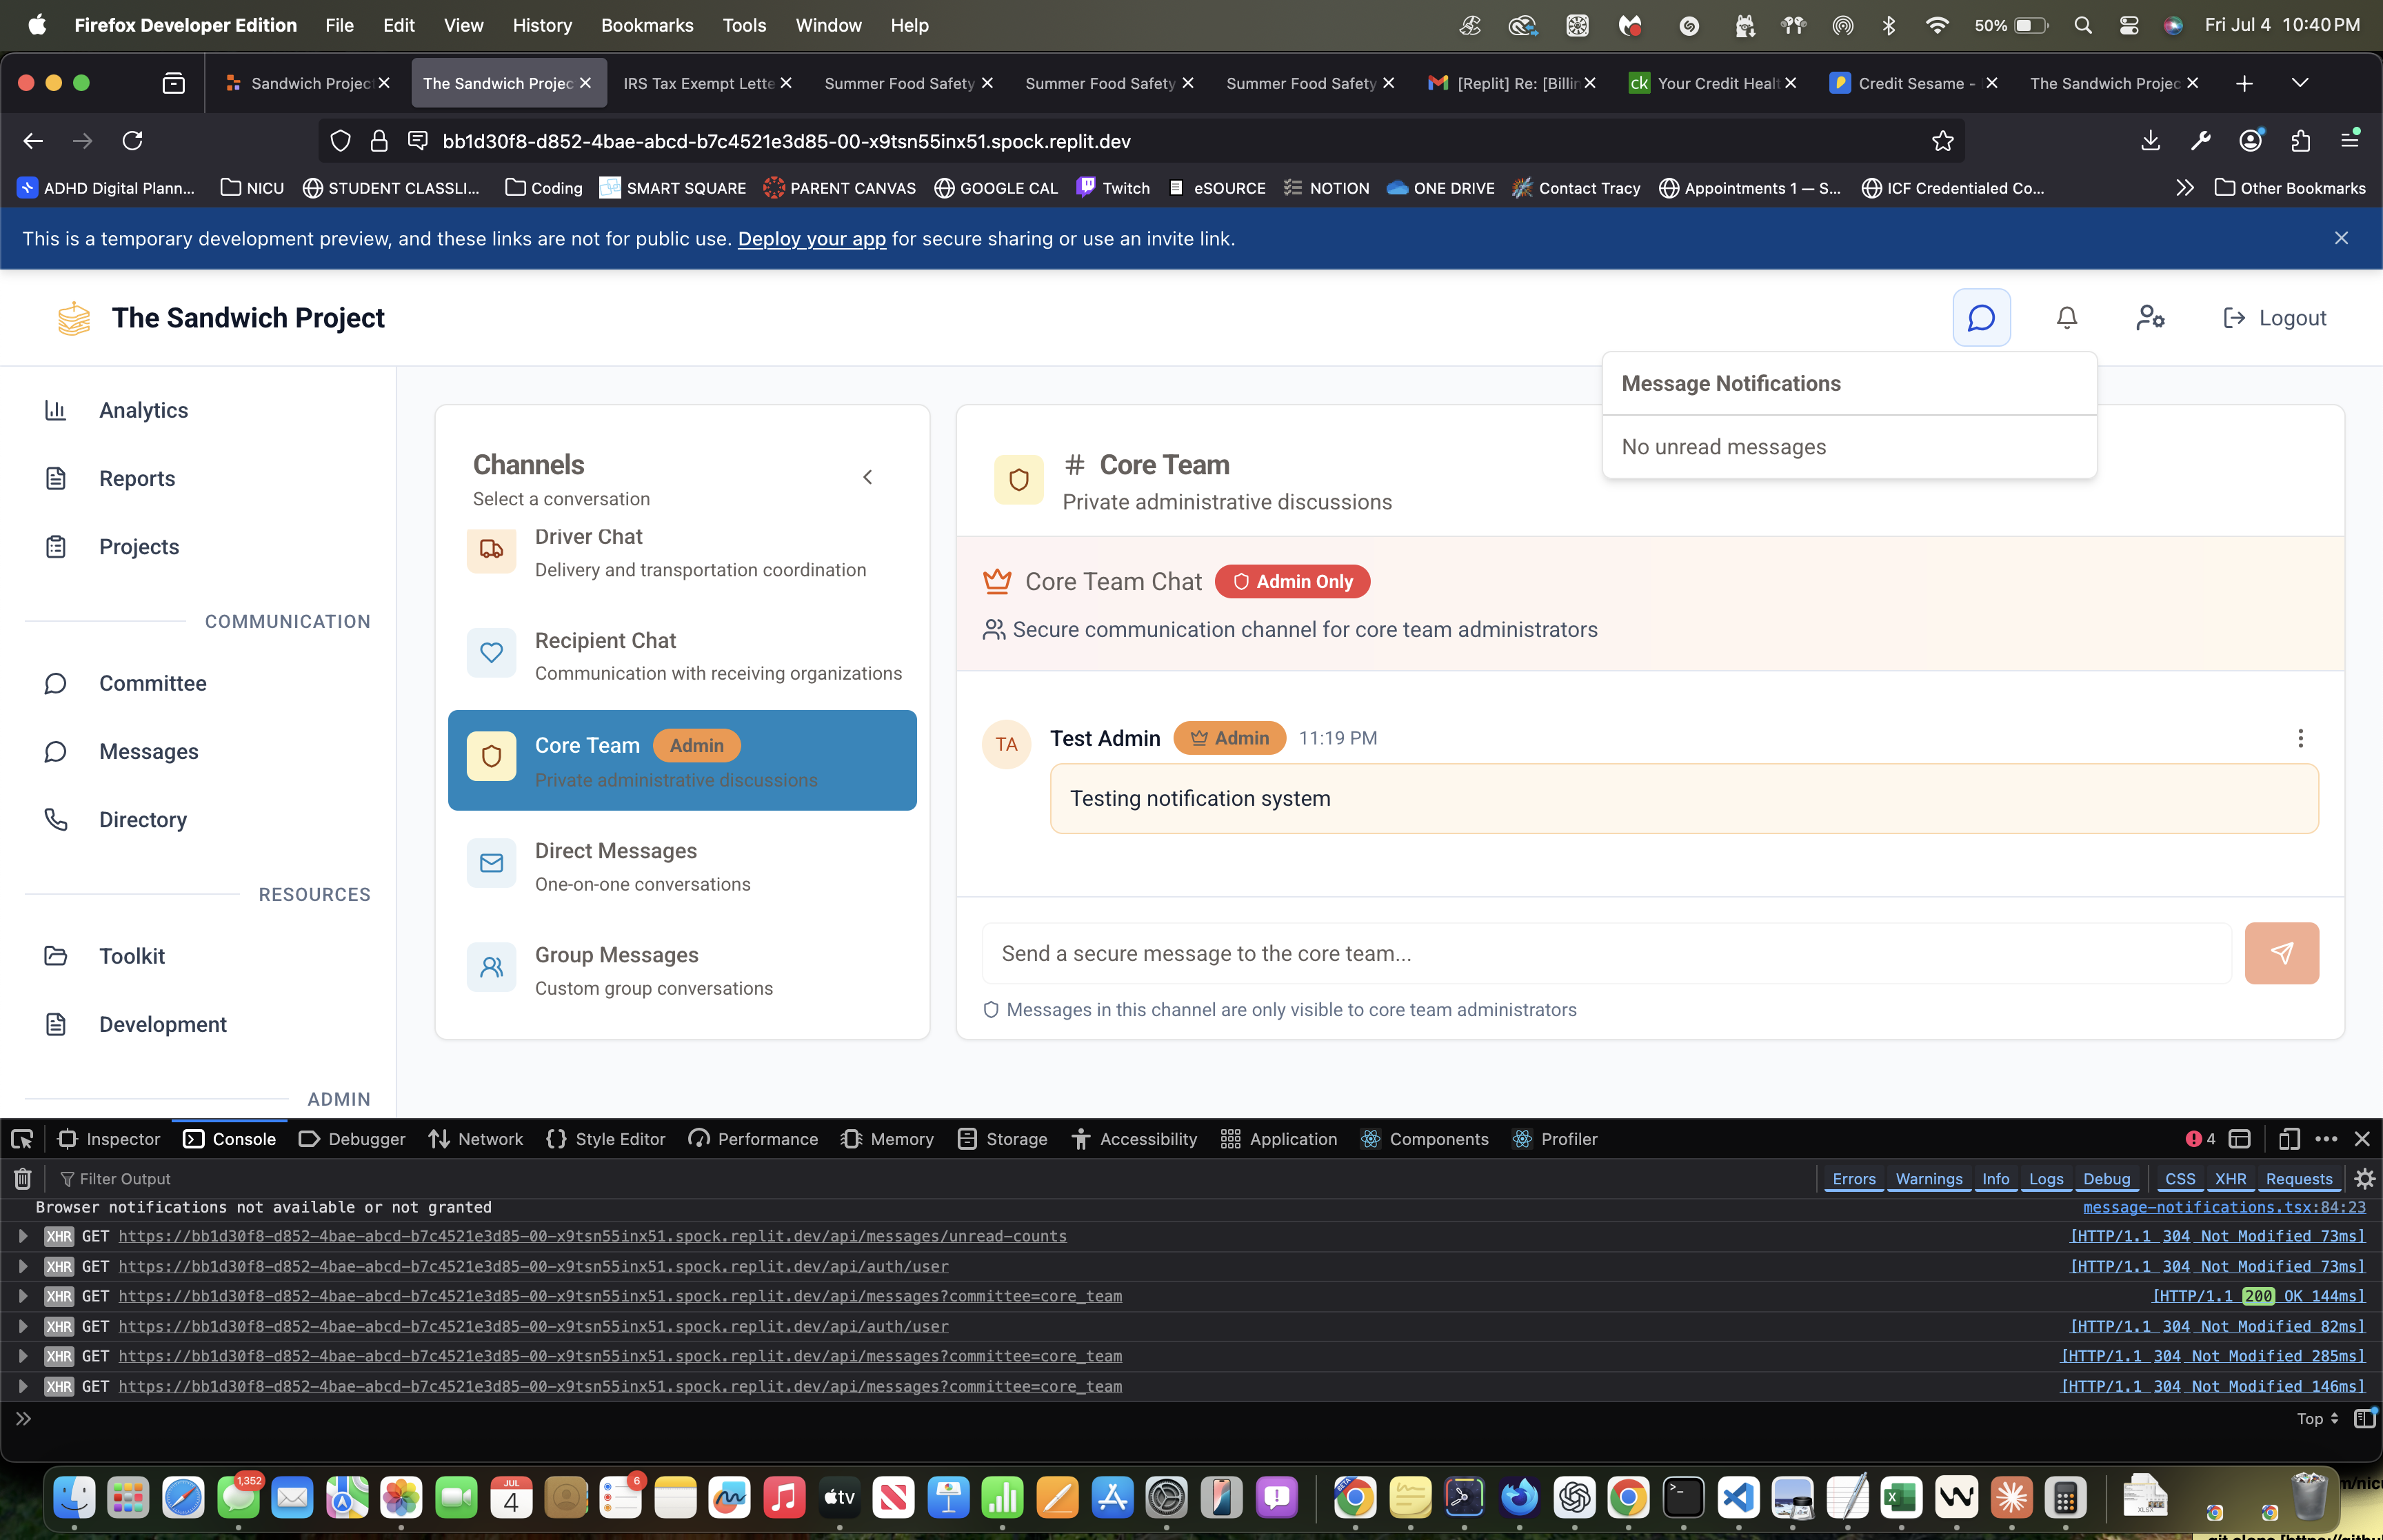 Firefox Developer Edition File Edit View History Bookmarks Tools Window Help 50% Fri Jul 4 10:40 PM
Sandwich Project The Sandwich Projec IRS Tax Exempt Lette Summer Food Safety Summer Food Safety Summer Food Safety [Replit] Re: [Billin ck Your Credit Healt Credit Sesame - The Sandwich Projec
bb1d30f8-d852-4bae-abcd-b7c4521e3d85-00-x9tsn55inx51.spock.replit.dev
ADHD Digital Plann... NICU STUDENT CLASSLI... Coding SMART SQUARE PARENT CANVAS GOOGLE CAL Twitch eSOURCE NOTION ONE DRIVE Contact Tracy Appointments 1 — S... ICF Credentialed Co... Other Bookmarks
This is a temporary development preview, and these links are not for public use. Deploy your app for secure sharing or use an invite link.
The Sandwich Project
Logout
Message Notifications
No unread messages
Analytics
Reports
Projects
COMMUNICATION
Committee
Messages
Directory
RESOURCES
Toolkit
Development
ADMIN
Channels
Select a conversation
Driver Chat
Delivery and transportation coordination
Recipient Chat
Communication with receiving organizations
Core Team Admin
Private administrative discussions
Direct Messages
One-on-one conversations
Group Messages
Custom group conversations
# Core Team
Private administrative discussions
Core Team Chat Admin Only
Secure communication channel for core team administrators
TA Test Admin Admin 11:19 PM
Testing notification system
Send a secure message to the core team...
Messages in this channel are only visible to core team administrators
Inspector Console Debugger Network Style Editor Performance Memory Storage Accessibility Application Components Profiler 4
Filter Output Errors Warnings Info Logs Debug CSS XHR Requests
Browser notifications not available or not granted message-notifications.tsx:84:23
XHR GET https://bb1d30f8-d852-4bae-abcd-b7c4521e3d85-00-x9tsn55inx51.spock.replit.dev/api/messages/unread-counts [HTTP/1.1 304 Not Modified 73ms]
XHR GET https://bb1d30f8-d852-4bae-abcd-b7c4521e3d85-00-x9tsn55inx51.spock.replit.dev/api/auth/user [HTTP/1.1 304 Not Modified 73ms]
XHR GET https://bb1d30f8-d852-4bae-abcd-b7c4521e3d85-00-x9tsn55inx51.spock.replit.dev/api/messages?committee=core_team [HTTP/1.1 200 OK 144ms]
XHR GET https://bb1d30f8-d852-4bae-abcd-b7c4521e3d85-00-x9tsn55inx51.spock.replit.dev/api/auth/user [HTTP/1.1 304 Not Modified 82ms]
XHR GET https://bb1d30f8-d852-4bae-abcd-b7c4521e3d85-00-x9tsn55inx51.spock.replit.dev/api/messages?committee=core_team [HTTP/1.1 304 Not Modified 285ms]
XHR GET https://bb1d30f8-d852-4bae-abcd-b7c4521e3d85-00-x9tsn55inx51.spock.replit.dev/api/messages?committee=core_team [HTTP/1.1 304 Not Modified 146ms]
Top
1,352 JUL 4 6 tv